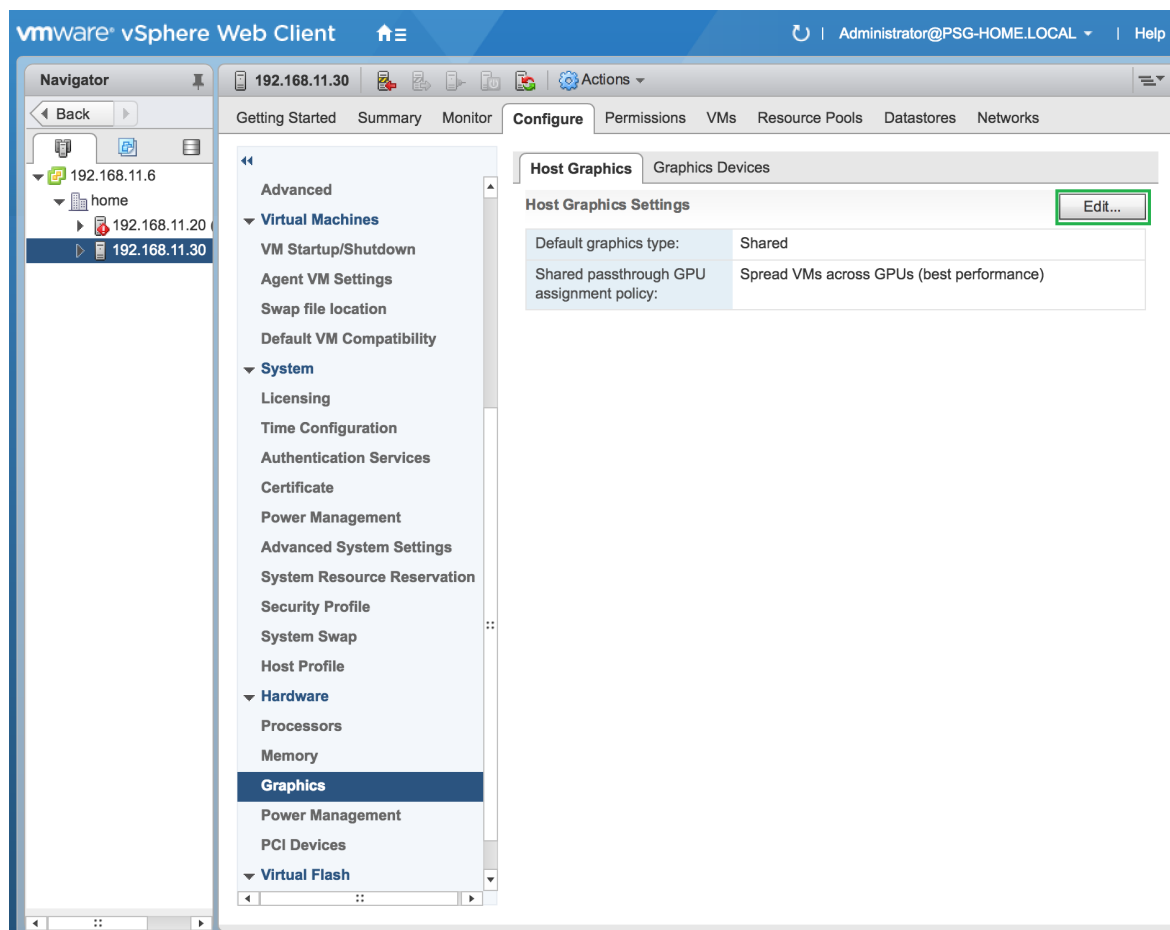 vmware® vSphere Web Client
Administrator@PSG-HOME.LOCAL
Help
Navigator
Back
192.168.11.6
home
192.168.11.20 (
192.168.11.30
192.168.11.30
Actions
Getting Started Summary Monitor Configure Permissions VMs Resource Pools Datastores Networks
Advanced
Virtual Machines
VM Startup/Shutdown
Agent VM Settings
Swap file location
Default VM Compatibility
System
Licensing
Time Configuration
Authentication Services
Certificate
Power Management
Advanced System Settings
System Resource Reservation
Security Profile
System Swap
Host Profile
Hardware
Processors
Memory
Graphics
Power Management
PCI Devices
Virtual Flash
Host Graphics Graphics Devices
Host Graphics Settings
Edit...
Default graphics type: Shared
Shared passthrough GPU Spread VMs across GPUs (best performance)
assignment policy: